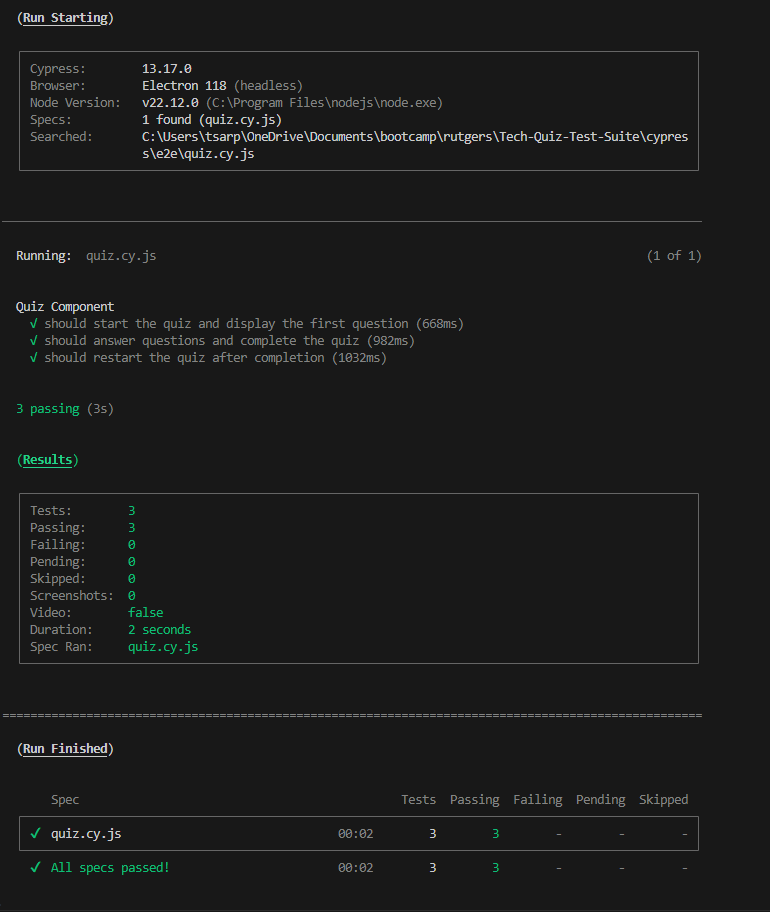 (Run Starting)
Cypress: 13.17.0
Browser: Electron 118 (headless)
Node Version: v22.12.0 (C:\Program Files\nodejs\node.exe)
Specs: 1 found (quiz.cy.js)
Searched: C:\Users\tsarp\OneDrive\Documents\bootcamp\rutgers\Tech-Quiz-Test-Suite\cypres
s\e2e\quiz.cy.js
Running: quiz.cy.js (1 of 1)
Quiz Component
√ should start the quiz and display the first question (668ms)
√ should answer questions and complete the quiz (982ms)
√ should restart the quiz after completion (1032ms)
3 passing (3s)
(Results)
Tests: 3
Passing: 3
Failing: 0
Pending: 0
Skipped: 0
Screenshots: 0
Video: false
Duration: 2 seconds
Spec Ran: quiz.cy.js
====================================================================================================
(Run Finished)
Spec Tests Passing Failing Pending Skipped
✔ quiz.cy.js 00:02 3 3 - - -
✔ All specs passed! 00:02 3 3 - - -